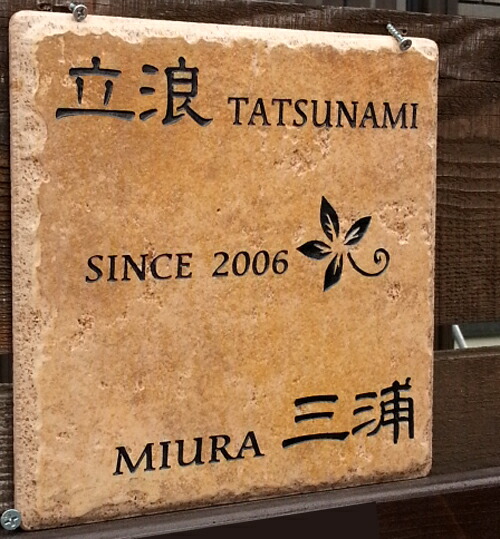 立浪 TATSUNAMI
SINCE 2006
MIURA 三浦